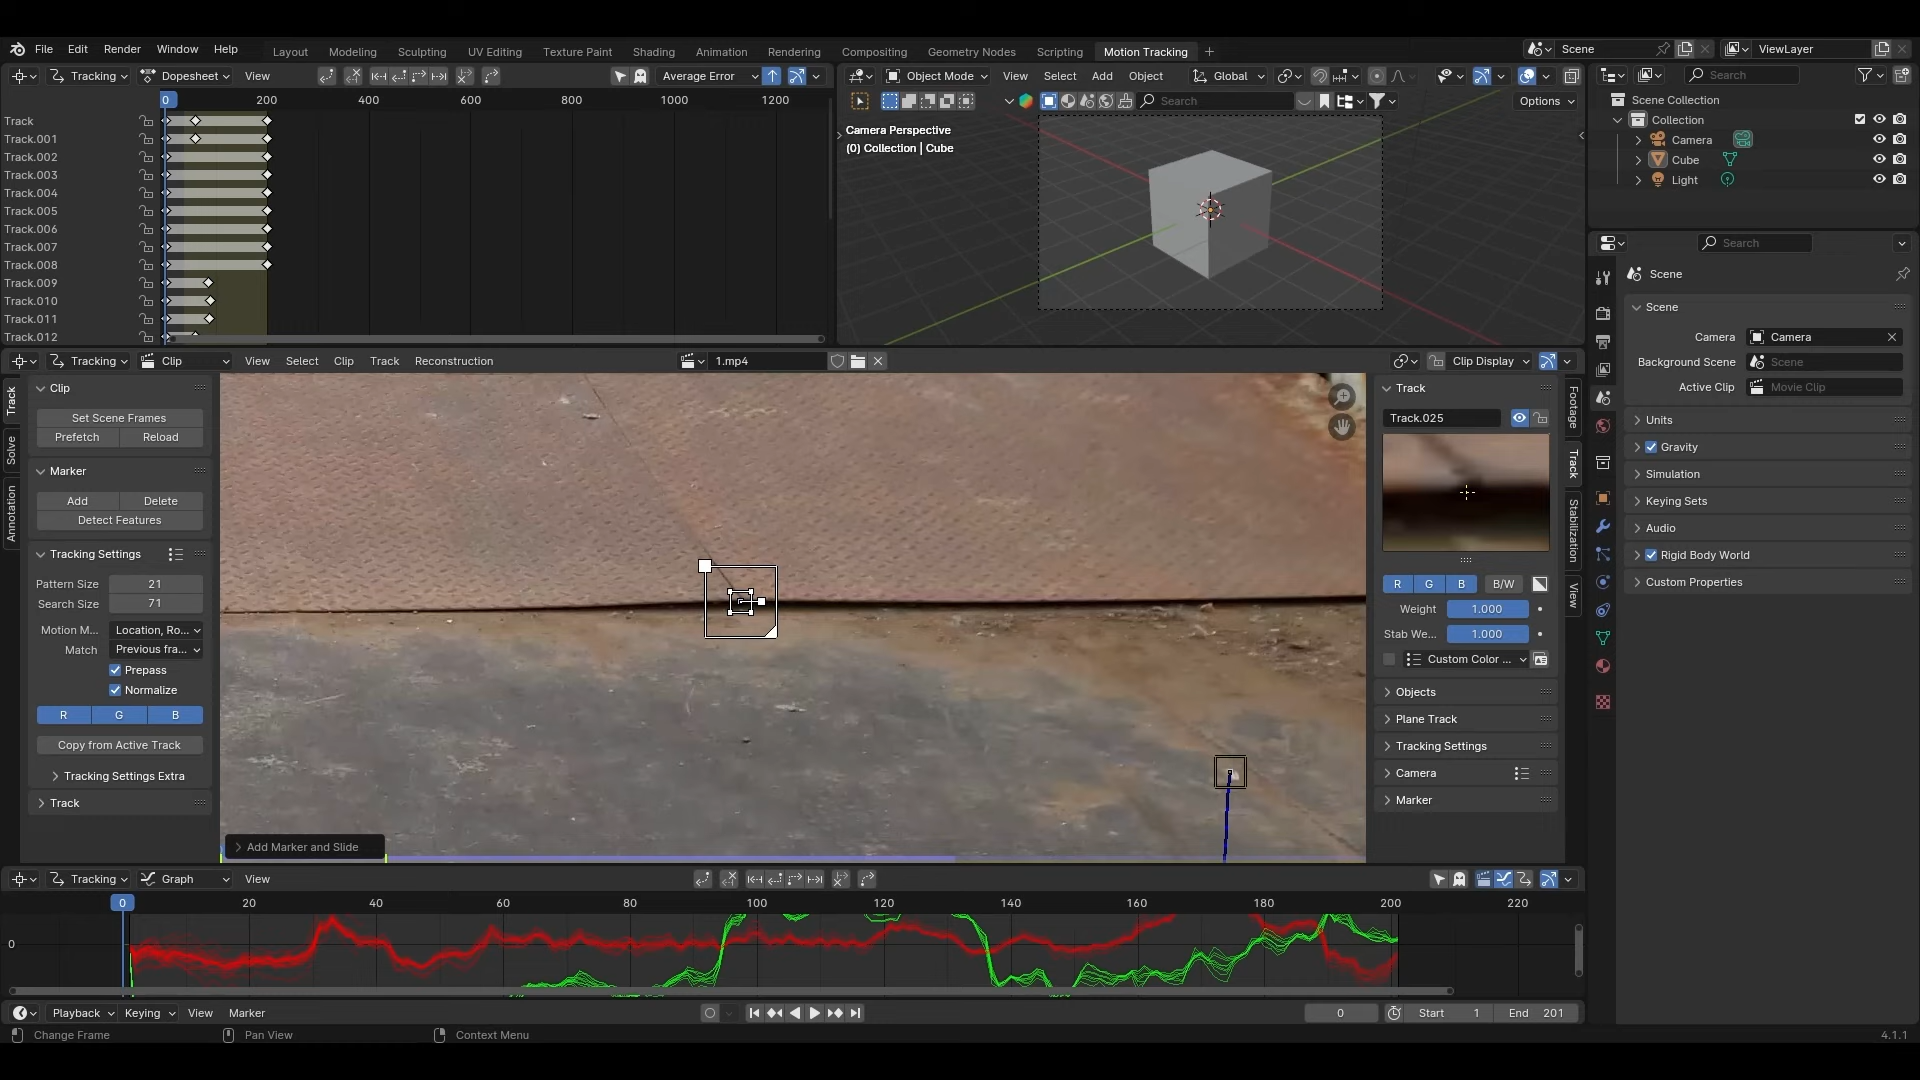 File Edit Render Window Help Layout Modeling Sculpting UV Editing Texture Paint Shading Animation Rendering Compositing Geometry Nodes Scripting Motion Tracking + Scene ViewLayer
Tracking Dopesheet View Average Error
0 200 400 600 800 1000 1200
Track
Track.001
Track.002
Track.003
Track.004
Track.005
Track.006
Track.007
Track.008
Track.009
Track.010
Track.011
Track.012
Object Mode View Select Add Object Global
Search Options
Camera Perspective
(0) Collection | Cube
Search
Scene Collection
Collection
Camera
Cube
Light
Tracking Clip View Select Clip Track Reconstruction 1.mp4 Clip Display
Track
Solve
Annotation
Clip
Set Scene Frames
Prefetch Reload
Marker
Add Delete
Detect Features
Tracking Settings
Pattern Size 21
Search Size 71
Motion M... Location, Ro...
Match Previous fra...
Prepass
Normalize
R G B
Copy from Active Track
Tracking Settings Extra
Track
Add Marker and Slide
Track
Track.025
R G B B/W
Weight 1.000
Stab We... 1.000
Custom Color ...
Objects
Plane Track
Tracking Settings
Camera
Marker
Footage
Track
Stabilization
View
Search
Scene
Scene
Camera Camera
Background Scene Scene
Active Clip Movie Clip
Units
Gravity
Simulation
Keying Sets
Audio
Rigid Body World
Custom Properties
Tracking Graph View
0 20 40 60 80 100 120 140 160 180 200 220
0
Playback Keying View Marker 0 Start 1 End 201
Change Frame Pan View Context Menu 4.1.1